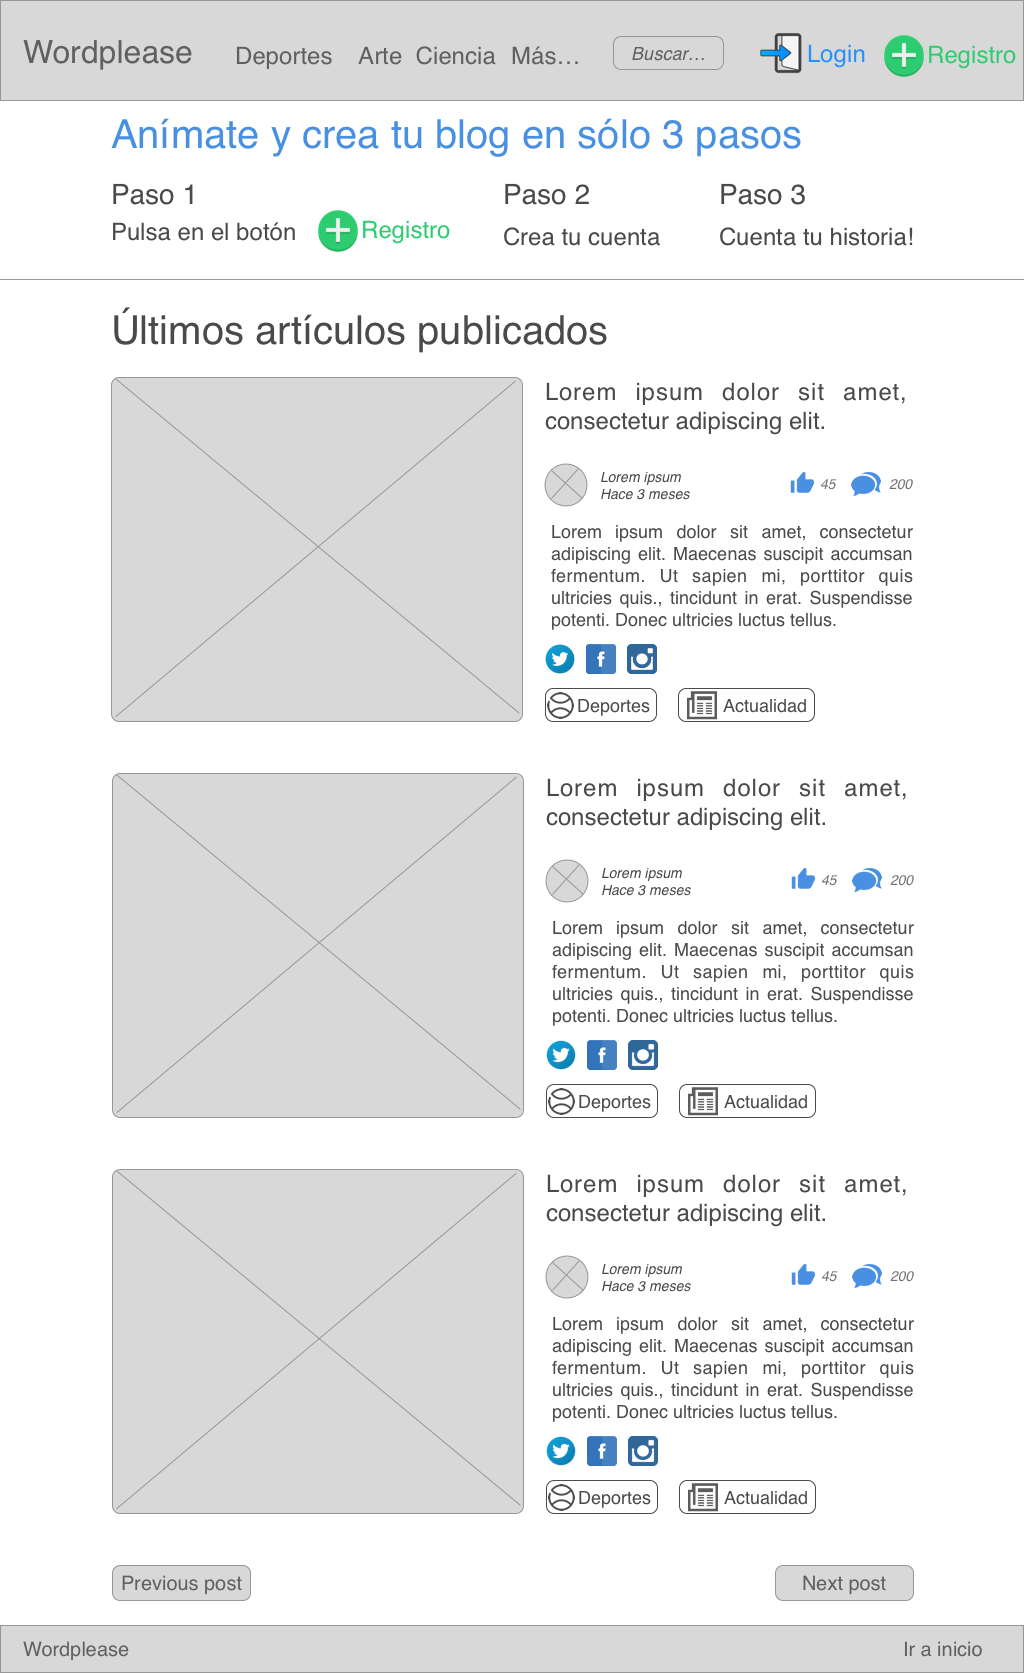 Wordplease Deportes Arte Ciencia Más... Buscar... Login Registro
Anímate y crea tu blog en sólo 3 pasos
Paso 1
Pulsa en el botón Registro
Paso 2
Crea tu cuenta
Paso 3
Cuenta tu historia!
Últimos artículos publicados
Lorem ipsum dolor sit amet,
consectetur adipiscing elit.
Lorem ipsum
Hace 3 meses
45 200
Lorem ipsum dolor sit amet, consectetur
adipiscing elit. Maecenas suscipit accumsan
fermentum. Ut sapien mi, porttitor quis
ultricies quis., tincidunt in erat. Suspendisse
potenti. Donec ultricies luctus tellus.
Deportes Actualidad
Lorem ipsum dolor sit amet,
consectetur adipiscing elit.
Lorem ipsum
Hace 3 meses
45 200
Lorem ipsum dolor sit amet, consectetur
adipiscing elit. Maecenas suscipit accumsan
fermentum. Ut sapien mi, porttitor quis
ultricies quis., tincidunt in erat. Suspendisse
potenti. Donec ultricies luctus tellus.
Deportes Actualidad
Lorem ipsum dolor sit amet,
consectetur adipiscing elit.
Lorem ipsum
Hace 3 meses
45 200
Lorem ipsum dolor sit amet, consectetur
adipiscing elit. Maecenas suscipit accumsan
fermentum. Ut sapien mi, porttitor quis
ultricies quis., tincidunt in erat. Suspendisse
potenti. Donec ultricies luctus tellus.
Deportes Actualidad
Previous post Next post
Wordplease Ir a inicio